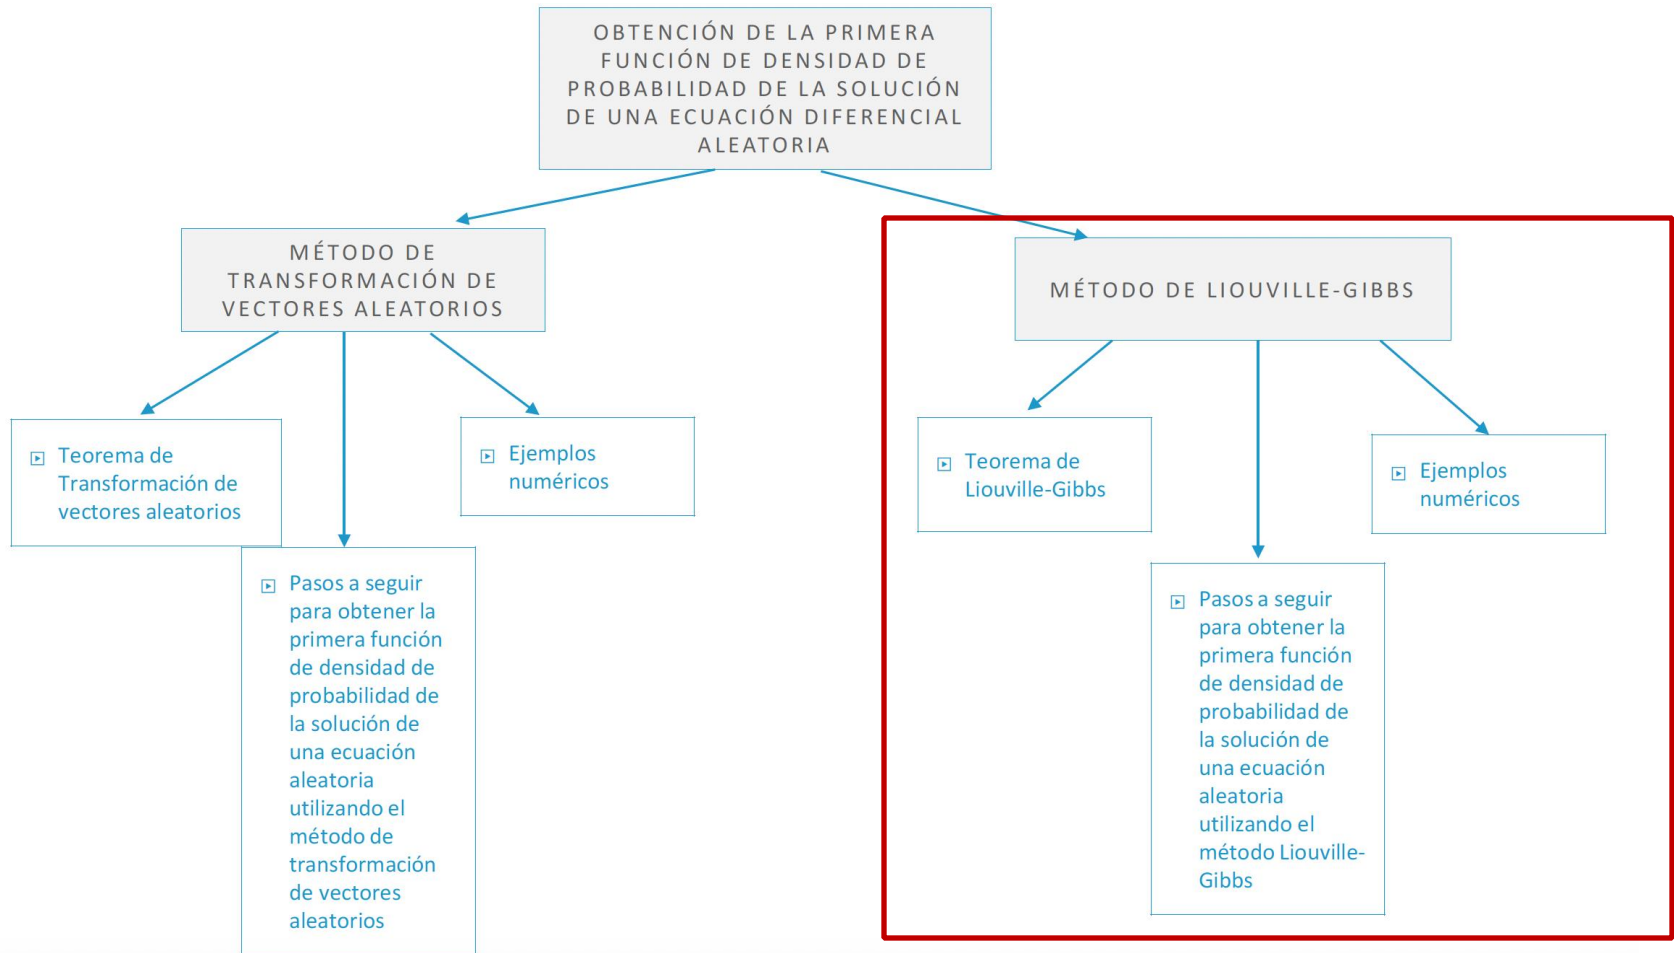 OBTENCIÓN DE LA PRIMERA
FUNCIÓN DE DENSIDAD DE
PROBABILIDAD DE LA SOLUCIÓN
DE UNA ECUACIÓN DIFERENCIAL
ALEATORIA
MÉTODO DE
TRANSFORMACIÓN DE
VECTORES ALEATORIOS
MÉTODO DE LIOUVILLE-GIBBS
Teorema de
Transformación de
vectores aleatorios
Ejemplos
numéricos
Teorema de
Liouville-Gibbs
Ejemplos
numéricos
Pasos a seguir
para obtener la
primera función
de densidad de
probabilidad de
la solución de
una ecuación
aleatoria
utilizando el
método de
transformación
de vectores
aleatorios
Pasos a seguir
para obtener la
primera función
de densidad de
probabilidad de
la solución de
una ecuación
aleatoria
utilizando el
método Liouville-
Gibbs